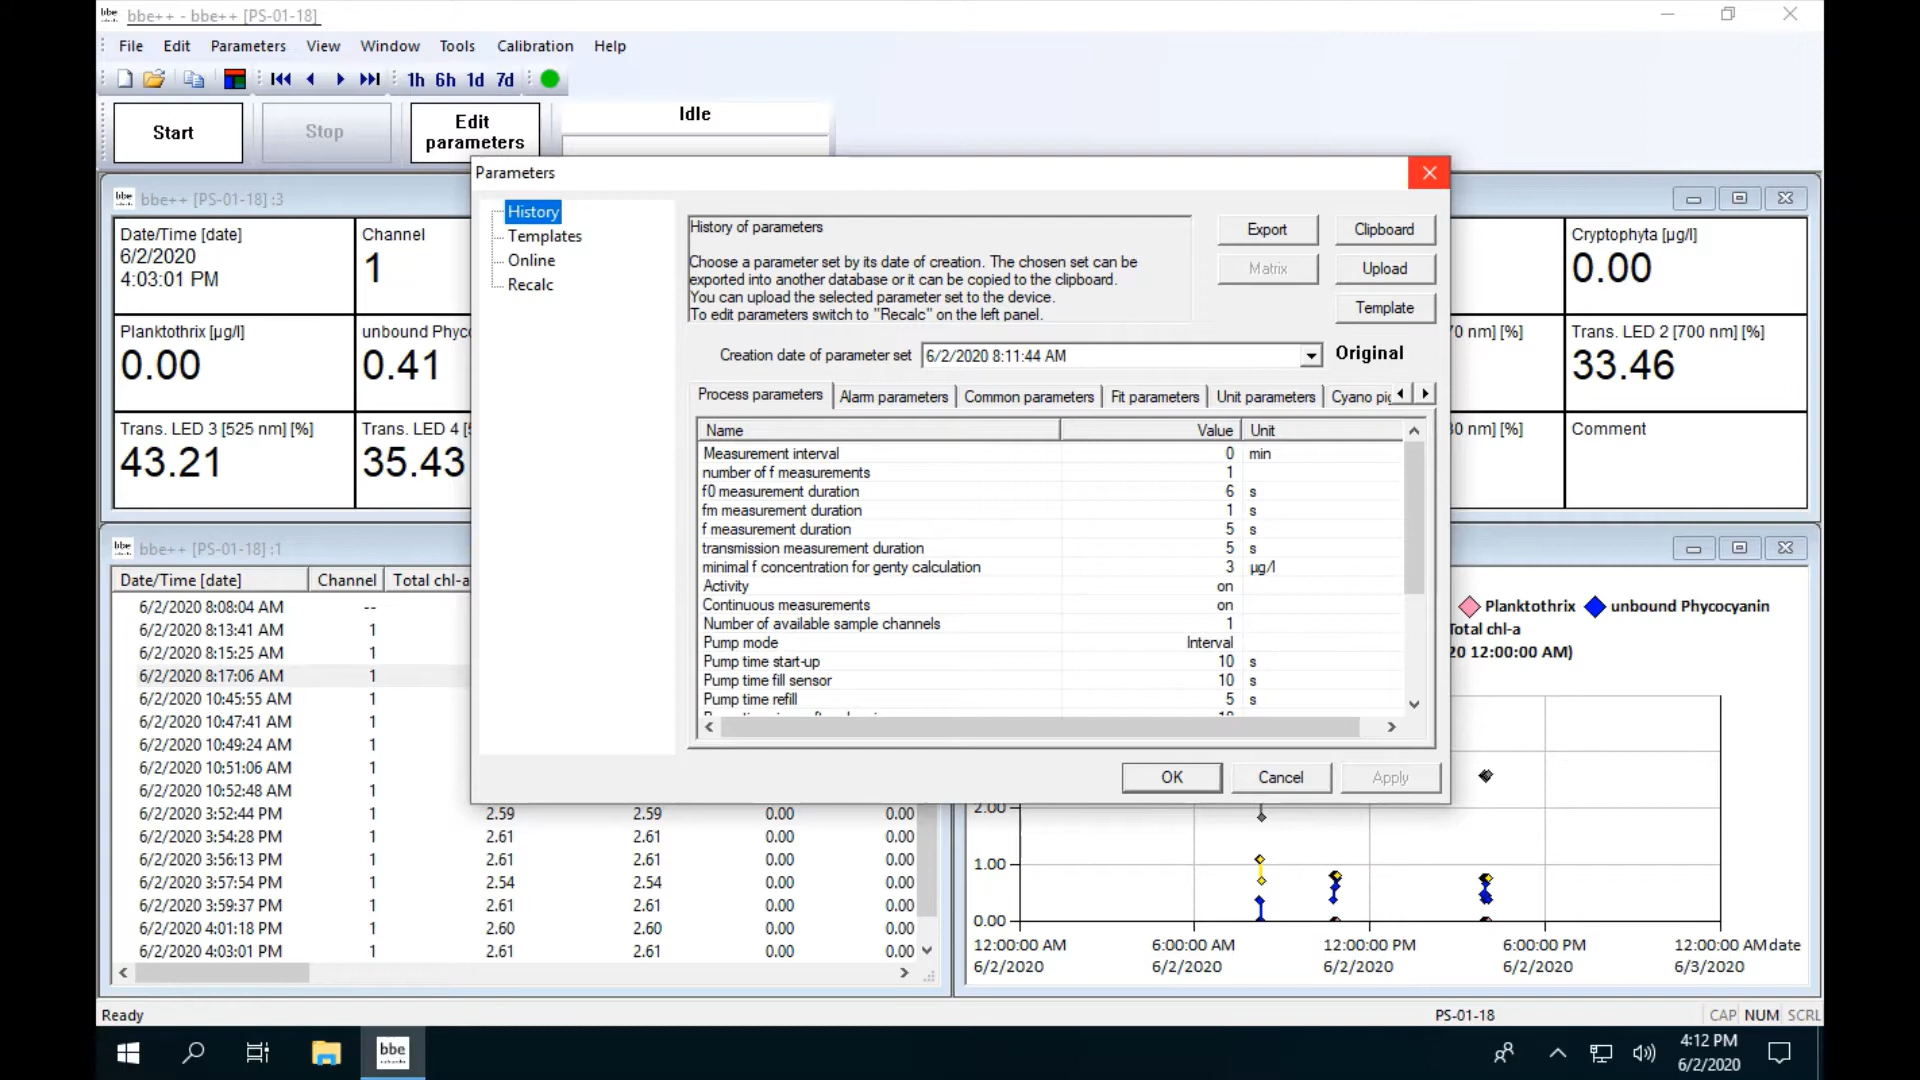 bbe bbe++ - bbe++ [PS-01-18]
File Edit Parameters View Window Tools Calibration Help
1h 6h 1d 7d
Start
Stop
Edit
parameters
Idle
Parameters
bbe bbe++ [PS-01-18] :3
Date/Time [date]
6/2/2020
4:03:01 PM
Channel
1
Planktothrix [µg/l]
0.00
unbound Phyc
0.41
Trans. LED 3 [525 nm] [%]
43.21
Trans. LED 4 [
35.43
Cryptophyta [µg/l]
0.00
0 nm] [%]
Trans. LED 2 [700 nm] [%]
33.46
0 nm] [%]
Comment
History
Templates
Online
Recalc
History of parameters
Choose a parameter set by its date of creation. The chosen set can be
exported into another database or it can be copied to the clipboard.
You can upload the selected parameter set to the device.
To edit parameters switch to "Recalc" on the left panel.
Export
Clipboard
Matrix
Upload
Template
Creation date of parameter set 6/2/2020 8:11:44 AM Original
Process parameters Alarm parameters Common parameters Fit parameters Unit parameters Cyano pig
Name Value Unit
Measurement interval 0 min
number of f measurements 1
f0 measurement duration 6 s
fm measurement duration 1 s
f measurement duration 5 s
transmission measurement duration 5 s
minimal f concentration for genty calculation 3 µg/l
Activity on
Continuous measurements on
Number of available sample channels 1
Pump mode Interval
Pump time start-up 10 s
Pump time fill sensor 10 s
Pump time refill 5 s
OK Cancel Apply
bbe bbe++ [PS-01-18] :1
Date/Time [date] Channel Total chl-a
6/2/2020 8:08:04 AM --
6/2/2020 8:13:41 AM 1
6/2/2020 8:15:25 AM 1
6/2/2020 8:17:06 AM 1
6/2/2020 10:45:55 AM 1
6/2/2020 10:47:41 AM 1
6/2/2020 10:49:24 AM 1
6/2/2020 10:51:06 AM 1
6/2/2020 10:52:48 AM 1
6/2/2020 3:52:44 PM 1 2.59 2.59 0.00 0.00
6/2/2020 3:54:28 PM 1 2.61 2.61 0.00 0.00
6/2/2020 3:56:13 PM 1 2.61 2.61 0.00 0.00
6/2/2020 3:57:54 PM 1 2.54 2.54 0.00 0.00
6/2/2020 3:59:37 PM 1 2.61 2.61 0.00 0.00
6/2/2020 4:01:18 PM 1 2.60 2.60 0.00 0.00
6/2/2020 4:03:01 PM 1 2.61 2.61 0.00 0.00
Planktothrix unbound Phycocyanin
Total chl-a
20 12:00:00 AM)
2.00
1.00
0.00
12:00:00 AM 6:00:00 AM 12:00:00 PM 6:00:00 PM 12:00:00 AM date
6/2/2020 6/2/2020 6/2/2020 6/2/2020 6/3/2020
Ready PS-01-18 CAP NUM SCRL
bbe
4:12 PM
6/2/2020